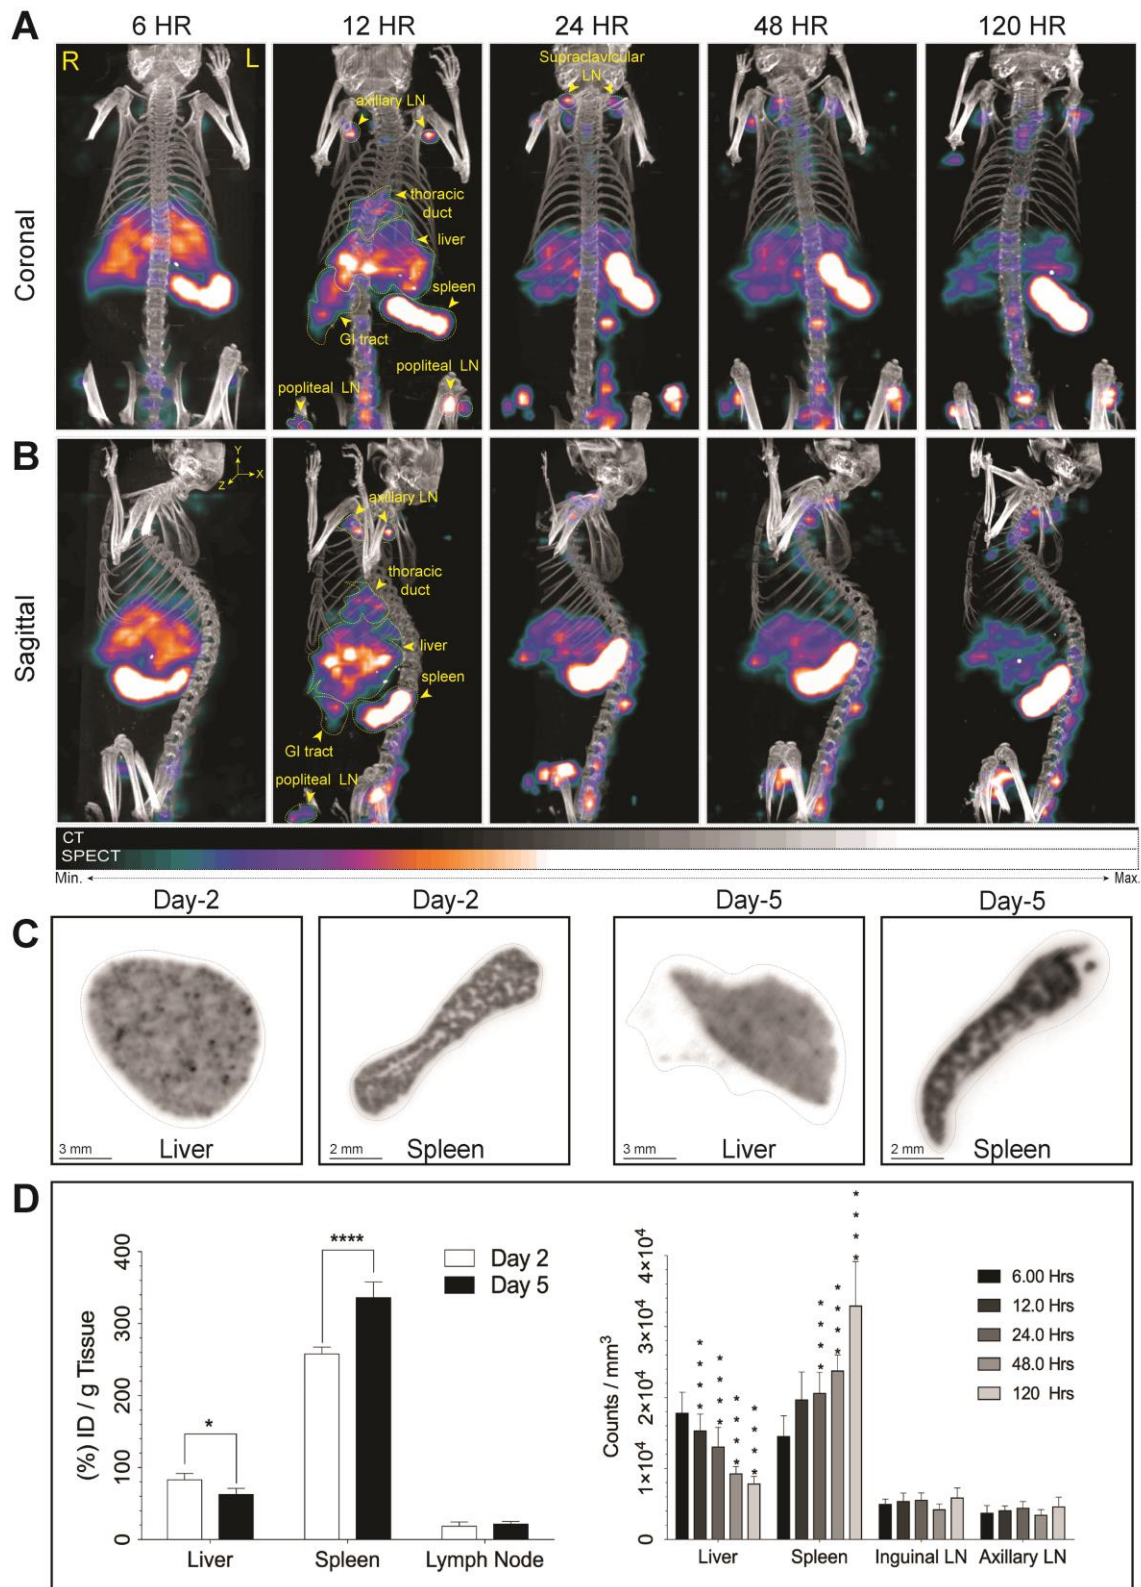 A
6 HR
12 HR
24 HR
48 HR
120 HR
R
L
axillary LN
Supraclavicular
LN
thoracic
duct
liver
spleen
GI tract
popliteal LN
popliteal LN
Coronal
B
Y
X
Z
axillary LN
thoracic
duct
liver
spleen
GI tract
popliteal LN
Sagittal
CT
SPECT
Min.
Max.
C
Day-2
Day-2
Day-5
Day-5
3 mm
Liver
2 mm
Spleen
3 mm
Liver
2 mm
Spleen
D
(%) ID / g Tissue
400
300
200
100
0
*
****
Day 2
Day 5
Liver
Spleen
Lymph Node
Counts / mm³
4×10⁴
3×10⁴
2×10⁴
1×10⁴
0
****
****
****
****
****
****
****
6.00 Hrs
12.0 Hrs
24.0 Hrs
48.0 Hrs
120 Hrs
Liver
Spleen
Inguinal LN
Axillary LN